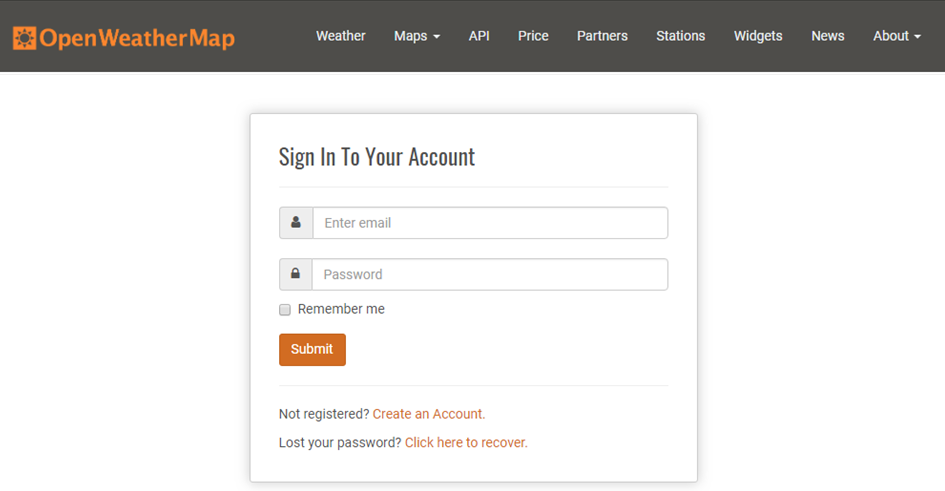 OpenWeatherMap Weather Maps API Price Partners Stations Widgets News About
Sign In To Your Account
Enter email
Password
Remember me
Submit
Not registered? Create an Account.
Lost your password? Click here to recover.